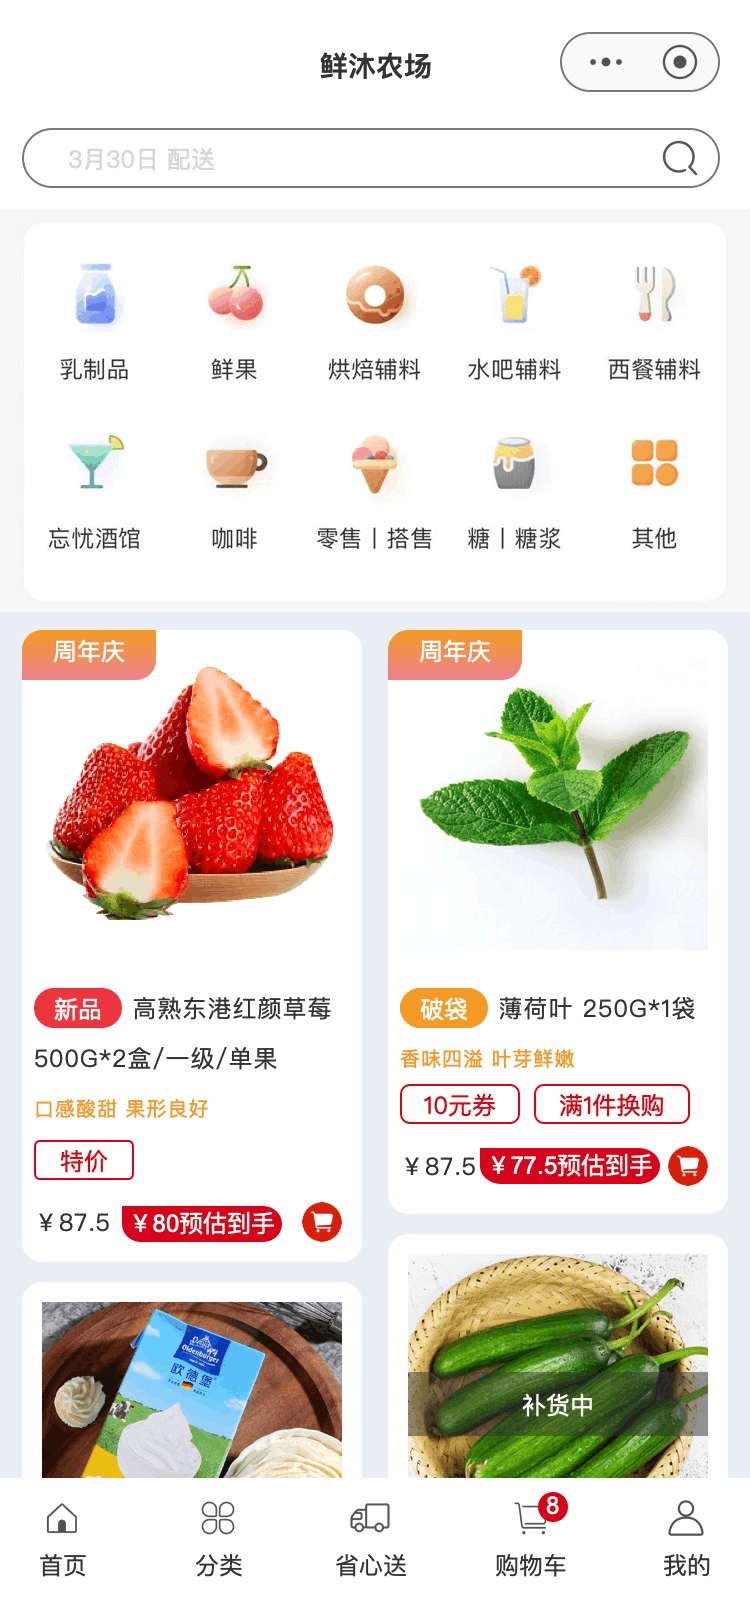 鲜沐农场
3月30日 配送
乳制品 鲜果 烘焙辅料 水吧辅料 西餐辅料
忘忧酒馆 咖啡 零售丨搭售 糖丨糖浆 其他
周年庆
新品 高熟东港红颜草莓
500G*2盒/一级/单果
口感酸甜 果形良好
特价
¥87.5 ¥80预估到手
周年庆
破袋 薄荷叶 250G*1袋
香味四溢 叶芽鲜嫩
10元券 满1件换购
¥87.5 ¥77.5预估到手
Oldenburger
欧德堡
补货中
8
首页 分类 省心送 购物车 我的